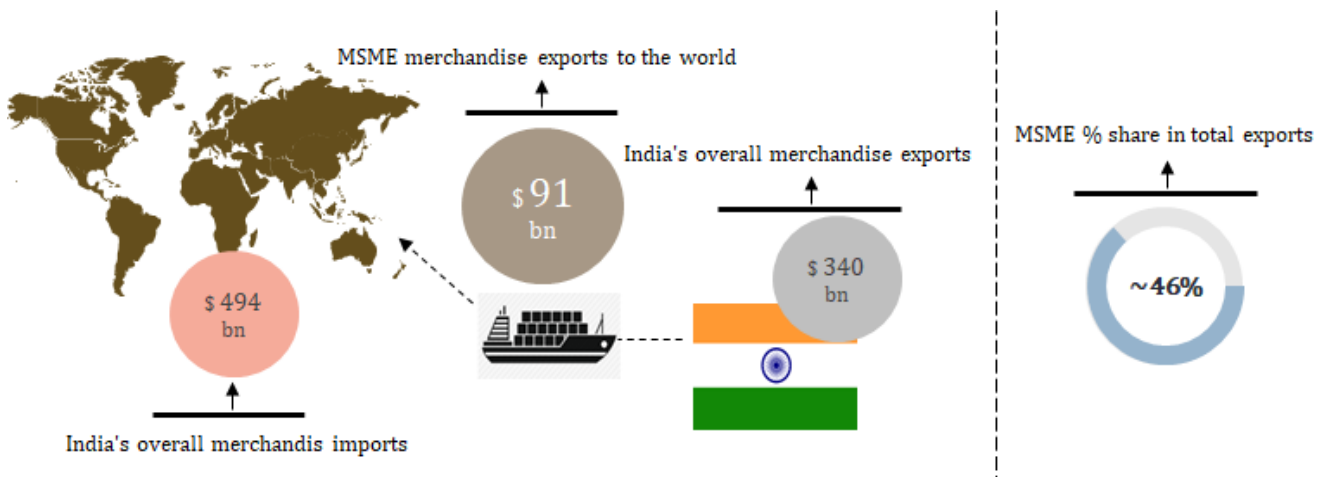 MSME merchandise exports to the world
$ 91
bn
India's overall merchandise exports
$ 340
bn
$ 494
bn
India's overall merchandis imports
MSME % share in total exports
~46%